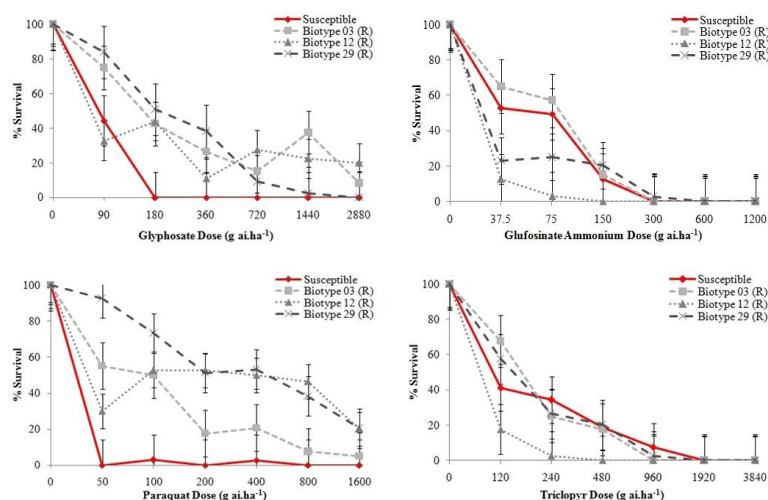 100
80
60
40
20
0
% Survival
0 90 180 360 720 1440 2880
Glyphosate Dose (g ai.ha-1)
Susceptible
Biotype 03 (R)
Biotype 12 (R)
Biotype 29 (R)
100
80
60
40
20
0
% Survival
0 37.5 75 150 300 600 1200
Glufosinate Ammonium Dose (g ai.ha-1)
Susceptible
Biotype 03 (R)
Biotype 12 (R)
Biotype 29 (R)
100
80
60
40
20
0
% Survival
0 50 100 200 400 800 1600
Paraquat Dose (g ai.ha-1)
Susceptible
Biotype 03 (R)
Biotype 12 (R)
Biotype 29 (R)
100
80
60
40
20
0
% Survival
0 120 240 480 960 1920 3840
Triclopyr Dose (g ai.ha-1)
Susceptible
Biotype 03 (R)
Biotype 12 (R)
Biotype 29 (R)